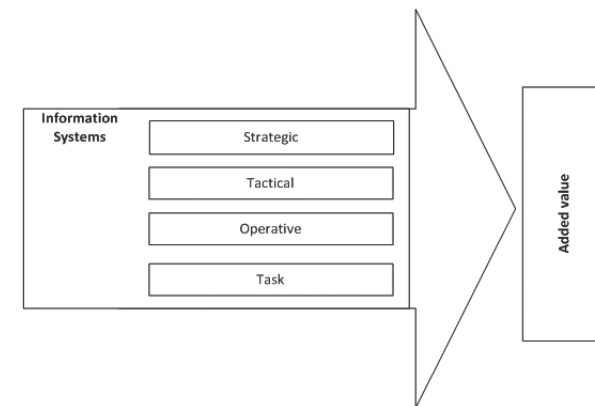 Information
Systems
Strategic
Tactical
Operative
Task
Added value